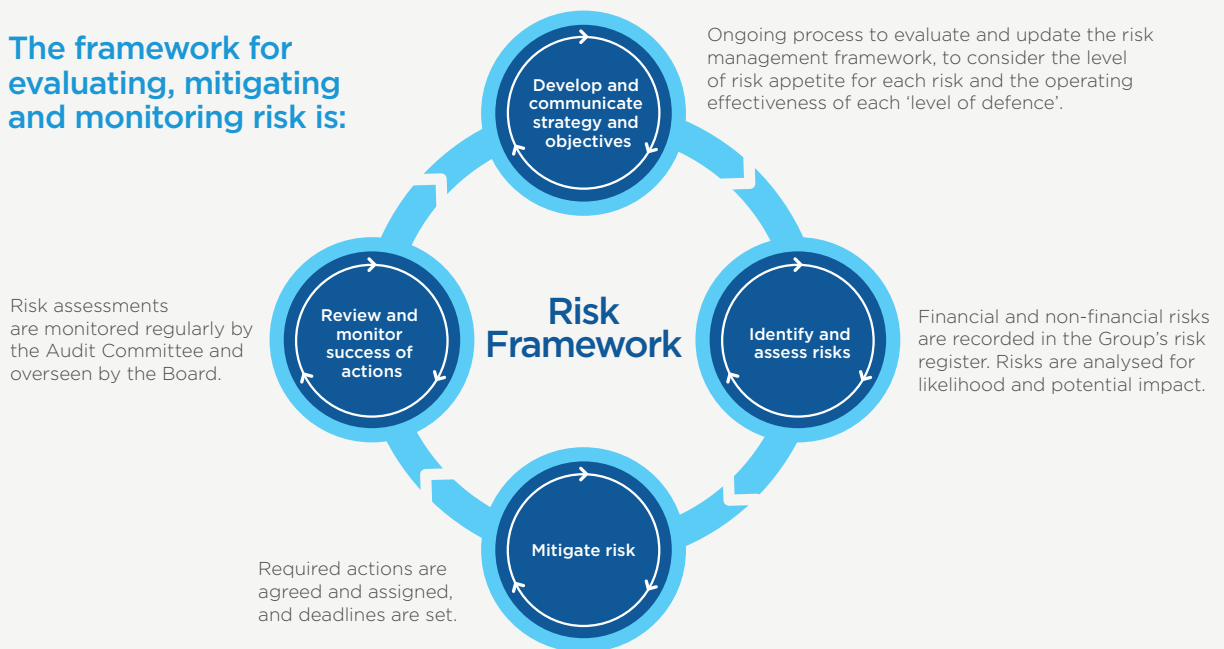 The framework for
evaluating, mitigating
and monitoring risk is:
Develop and
communicate
strategy and
objectives
Ongoing process to evaluate and update the risk
management framework, to consider the level
of risk appetite for each risk and the operating
effectiveness of each ‘level of defence’.
Risk
Framework
Identify and
assess risks
Financial and non-financial risks
are recorded in the Group’s risk
register. Risks are analysed for
likelihood and potential impact.
Mitigate risk
Required actions are
agreed and assigned,
and deadlines are set.
Review and
monitor
success of
actions
Risk assessments
are monitored regularly by
the Audit Committee and
overseen by the Board.